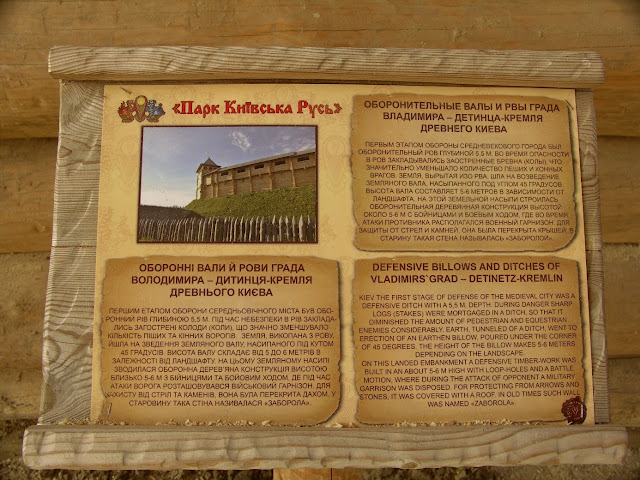 «Парк Київська Русь»
ОБОРОНИТЕЛЬНЫЕ ВАЛЫ И РВЫ ГРАДА
ВЛАДИМИРА – ДЕТИНЦА-КРЕМЛЯ
ДРЕВНЕГО КИЕВА
ПЕРВЫМ ЭТАПОМ ОБОРОНЫ СРЕДНЕВЕКОВОГО ГОРОДА БЫЛ
ОБОРОНИТЕЛЬНЫЙ РОВ ГЛУБИНОЙ 5,5 М. ВО ВРЕМЯ ОПАСНОСТИ
В РОВ ЗАКЛАДЫВАЛИСЬ ЗАОСТРЕННЫЕ БРЕВНА (КОЛЫ), ЧТО
ЗНАЧИТЕЛЬНО УМЕНЬШАЛО КОЛИЧЕСТВО ПЕШИХ И КОННЫХ
ВРАГОВ. ЗЕМЛЯ, ВЫРЫТАЯ ИЗО РВА, ШЛА НА ВОЗВЕДЕНИЕ
ЗЕМЛЯНОГО ВАЛА, НАСЫПАННОГО ПОД УГЛОМ 45 ГРАДУСОВ.
ВЫСОТА ВАЛА СОСТАВЛЯЕТ 5-6 МЕТРОВ В ЗАВИСИМОСТИ ОТ
ЛАНДШАФТА. НА ЭТОЙ ЗЕМЕЛЬНОЙ НАСЫПИ СТРОИЛАСЬ
ОБОРОНИТЕЛЬНАЯ ДЕРЕВЯННАЯ КОНСТРУКЦИЯ ВЫСОТОЙ
ОКОЛО 5-6 М С БОЙНИЦАМИ И БОЕВЫМ ХОДОМ, ГДЕ ВО ВРЕМЯ
АТАКИ ПРОТИВНИКА РАСПОЛАГАЛСЯ ВОЕННЫЙ ГАРНИЗОН. ДЛЯ
ЗАЩИТЫ ОТ СТРЕЛ И КАМНЕЙ, ОНА БЫЛА ПЕРЕКРЫТА КРЫШЕЙ. В
СТАРИНУ ТАКАЯ СТЕНА НАЗЫВАЛАСЬ «ЗАБОРОЛОЙ».
ОБОРОННІ ВАЛИ Й РОВИ ГРАДА
ВОЛОДИМИРА – ДИТИНЦЯ-КРЕМЛЯ
ДРЕВНЬОГО КИЄВА
ПЕРШИМ ЕТАПОМ ОБОРОНИ СЕРЕДНЬОВІЧНОГО МІСТА БУВ ОБО-
РОННИЙ РІВ ГЛИБИНОЮ 5,5 М. ПІД ЧАС НЕБЕЗПЕКИ В РІВ ЗАКЛАДА-
ЛИСЬ ЗАГОСТРЕНІ КОЛОДИ (КОЛИ), ЩО ЗНАЧНО ЗМЕНШУВАЛО
КІЛЬКІСТЬ ПІШИХ ТА КІННИХ ВОРОГІВ. ЗЕМЛЯ, ВИКОПАНА З РОВУ,
ЙШЛА НА ЗВЕДЕННЯ ЗЕМЛЯНОГО ВАЛУ, НАСИПАНОГО ПІД КУТОМ
45 ГРАДУСІВ. ВИСОТА ВАЛУ СКЛАДАЄ ВІД 5 ДО 6 МЕТРІВ В
ЗАЛЕЖНОСТІ ВІД ЛАНДШАФТУ. НА ЦЬОМУ ЗЕМЛЯНОМУ НАСИПІ
ЗВОДИЛАСЯ ОБОРОННА ДЕРЕВ'ЯНА КОНСТРУКЦІЯ ВИСОТОЮ
БЛИЗЬКО 5-6 М З БІЙНИЦЯМИ ТА БОЙОВИМ ХОДОМ, ДЕ ПІД ЧАС
АТАКИ ВОРОГА РОЗТАШОВУВАВСЯ ВІЙСЬКОВИЙ ГАРНІЗОН. ДЛЯ
ЗАХИСТУ ВІД СТРІЛ ТА КАМЕНІВ, ВОНА БУЛА ПЕРЕКРИТА ДАХОМ. У
СТАРОВИНУ ТАКА СТІНА НАЗИВАЛАСЯ «ЗАБОРОЛА».
DEFENSIVE BILLOWS AND DITCHES OF
VLADIMIRS`GRAD – DETINETZ-KREMLIN
KIEV THE FIRST STAGE OF DEFENSE OF THE MEDIEVAL CITY WAS A
DEFENSIVE DITCH WITH A 5,5 M. DEPTH. DURING DANGER SHARP
LOGS (STAKES) WERE MORTGAGED IN A DITCH, SO THAT IT
DIMINISHED THE AMOUNT OF PEDESTRIAN AND EQUESTRIAN
ENEMIES CONSIDERABLY. EARTH, TUNNELED OF A DITCH, WENT TO
ERECTION OF AN EARTHEN BILLOW, POURED UNDER THE CORNER
OF 45 DEGREES. THE HEIGHT OF THE BILLOW MAKES 5-6 METERS
DEPENDING ON THE LANDSCAPE.
ON THIS LANDED EMBANKMENT A DEFENSIVE TIMBER-WORK WAS
BUILT IN AN ABOUT 5-6 M HIGH WITH LOOP-HOLES AND A BATTLE
MOTION, WHERE DURING THE ATTACK OF OPPONENT A MILITARY
GARRISON WAS DISPOSED. FOR PROTECTING FROM ARROWS AND
STONES, IT WAS COVERED WITH A ROOF. IN OLD TIMES SUCH WALL
WAS NAMED «ZABOROLA».